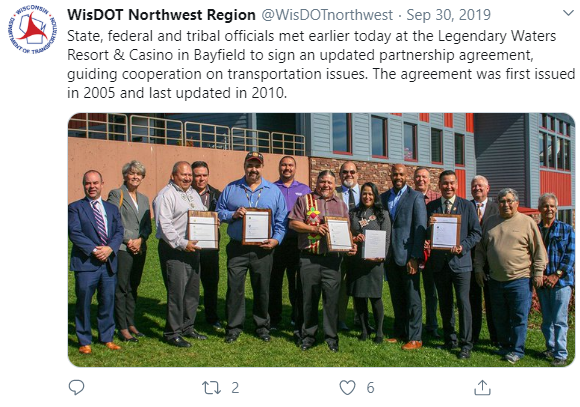 WisDOT Northwest Region @WisDOTnorthwest · Sep 30, 2019
State, federal and tribal officials met earlier today at the Legendary Waters
Resort & Casino in Bayfield to sign an updated partnership agreement,
guiding cooperation on transportation issues. The agreement was first issued
in 2005 and last updated in 2010.
WISCONSIN
DEPARTMENT OF TRANSPORTATION
2
6